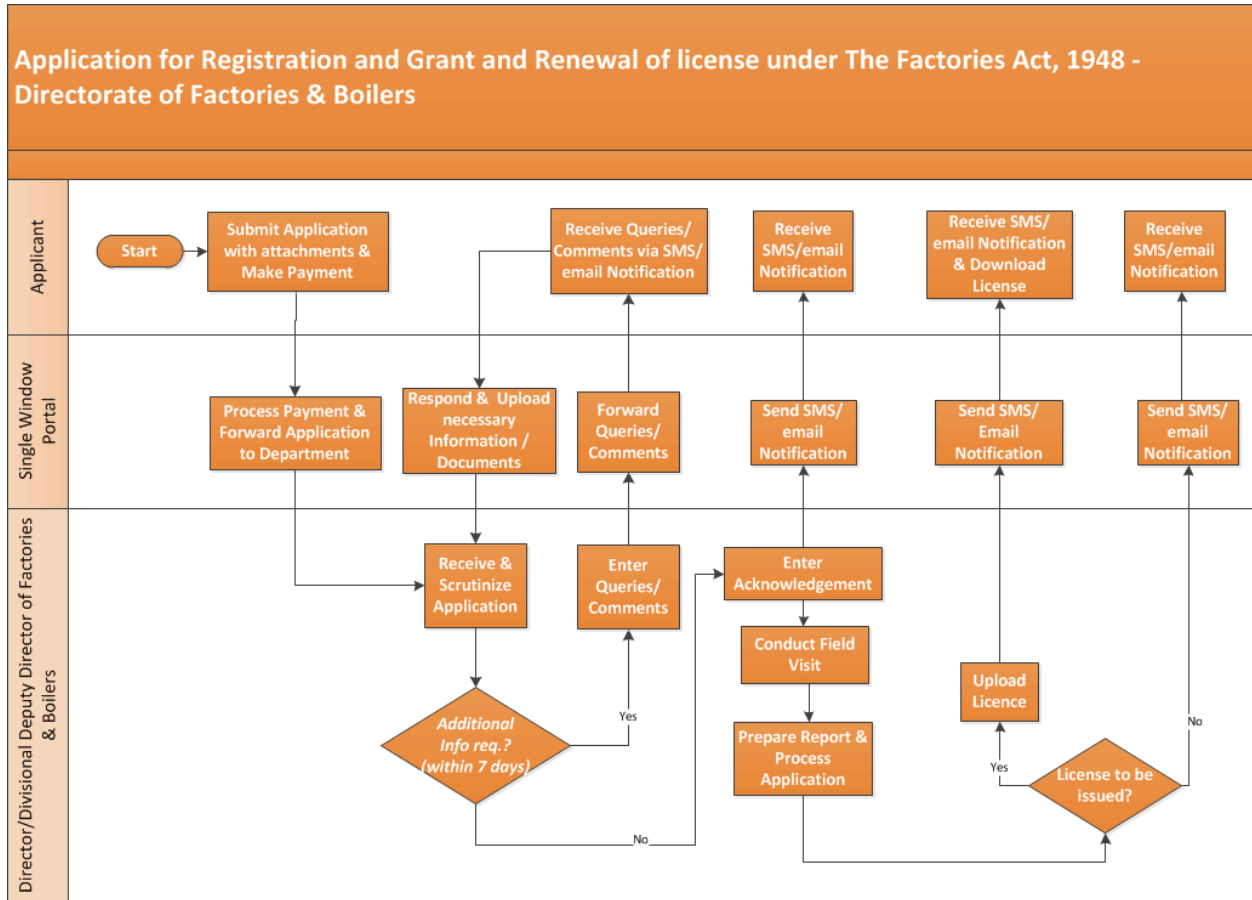 Application for Registration and Grant and Renewal of license under The Factories Act, 1948 -
Directorate of Factories & Boilers
Applicant
Start
Submit Application
with attachments &
Make Payment
Receive Queries/
Comments via SMS/
email Notification
Receive
SMS/email
Notification
Receive SMS/
email Notification
& Download
License
Receive
SMS/email
Notification
Single Window
Portal
Process Payment &
Forward Application
to Department
Respond & Upload
necessary
Information /
Documents
Forward
Queries/
Comments
Send SMS/
email
Notification
Send SMS/
Email
Notification
Send SMS/
email
Notification
Director/Divisional Deputy Director of Factories
& Boilers
Receive &
Scrutinize
Application
Enter
Queries/
Comments
Enter
Acknowledgement
Conduct Field
Visit
Upload
Licence
Additional
Info req.?
(within 7 days)
Yes
No
Prepare Report &
Process
Application
Yes
License to be
issued?
No